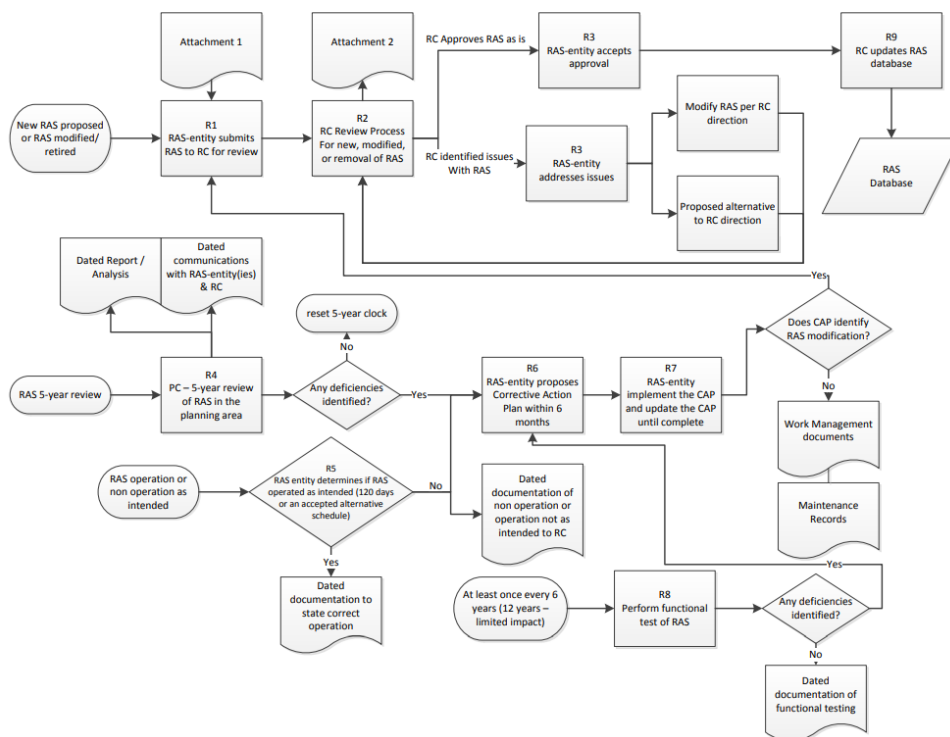 Attachment 1
Attachment 2
New RAS proposed
or RAS modified/
retired
R1
RAS-entity submits
RAS to RC for review
R2
RC Review Process
For new, modified,
or removal of RAS
RC Approves RAS as is
R3
RAS-entity accepts
approval
R9
RC updates RAS
database
RC identified issues
With RAS
R3
RAS-entity
addresses issues
Modify RAS per RC
direction
Proposed alternative
to RC direction
RAS
Database
Dated Report /
Analysis
Dated
communications
with RAS-entity(ies)
& RC
reset 5-year clock
No
RAS 5-year review
R4
PC – 5-year review
of RAS in the
planning area
Any deficiencies
identified?
Yes
R6
RAS-entity proposes
Corrective Action
Plan within 6
months
R7
RAS-entity
implement the CAP
and update the CAP
until complete
Yes
Does CAP identify
RAS modification?
No
Work Management
documents
Maintenance
Records
RAS operation or
non operation as
intended
R5
RAS entity determines if RAS
operated as intended (120 days
or an accepted alternative
schedule)
No
Yes
Dated
documentation to
state correct
operation
Dated
documentation of
non operation or
operation not as
intended to RC
At least once every 6
years (12 years –
limited impact)
R8
Perform functional
test of RAS
Any deficiencies
identified?
Yes
No
Dated
documentation of
functional testing